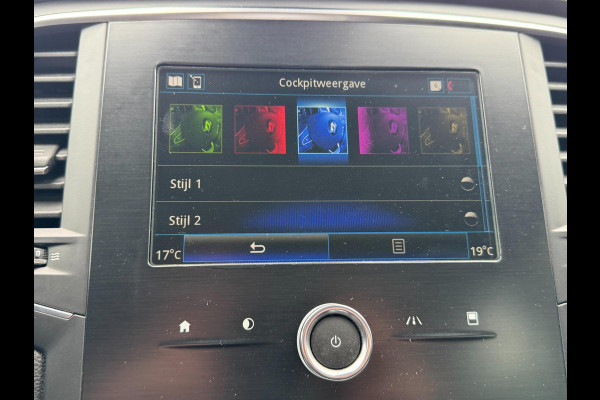 Cockpitweergave
Stijl 1
Stijl 2
17°C
19°C